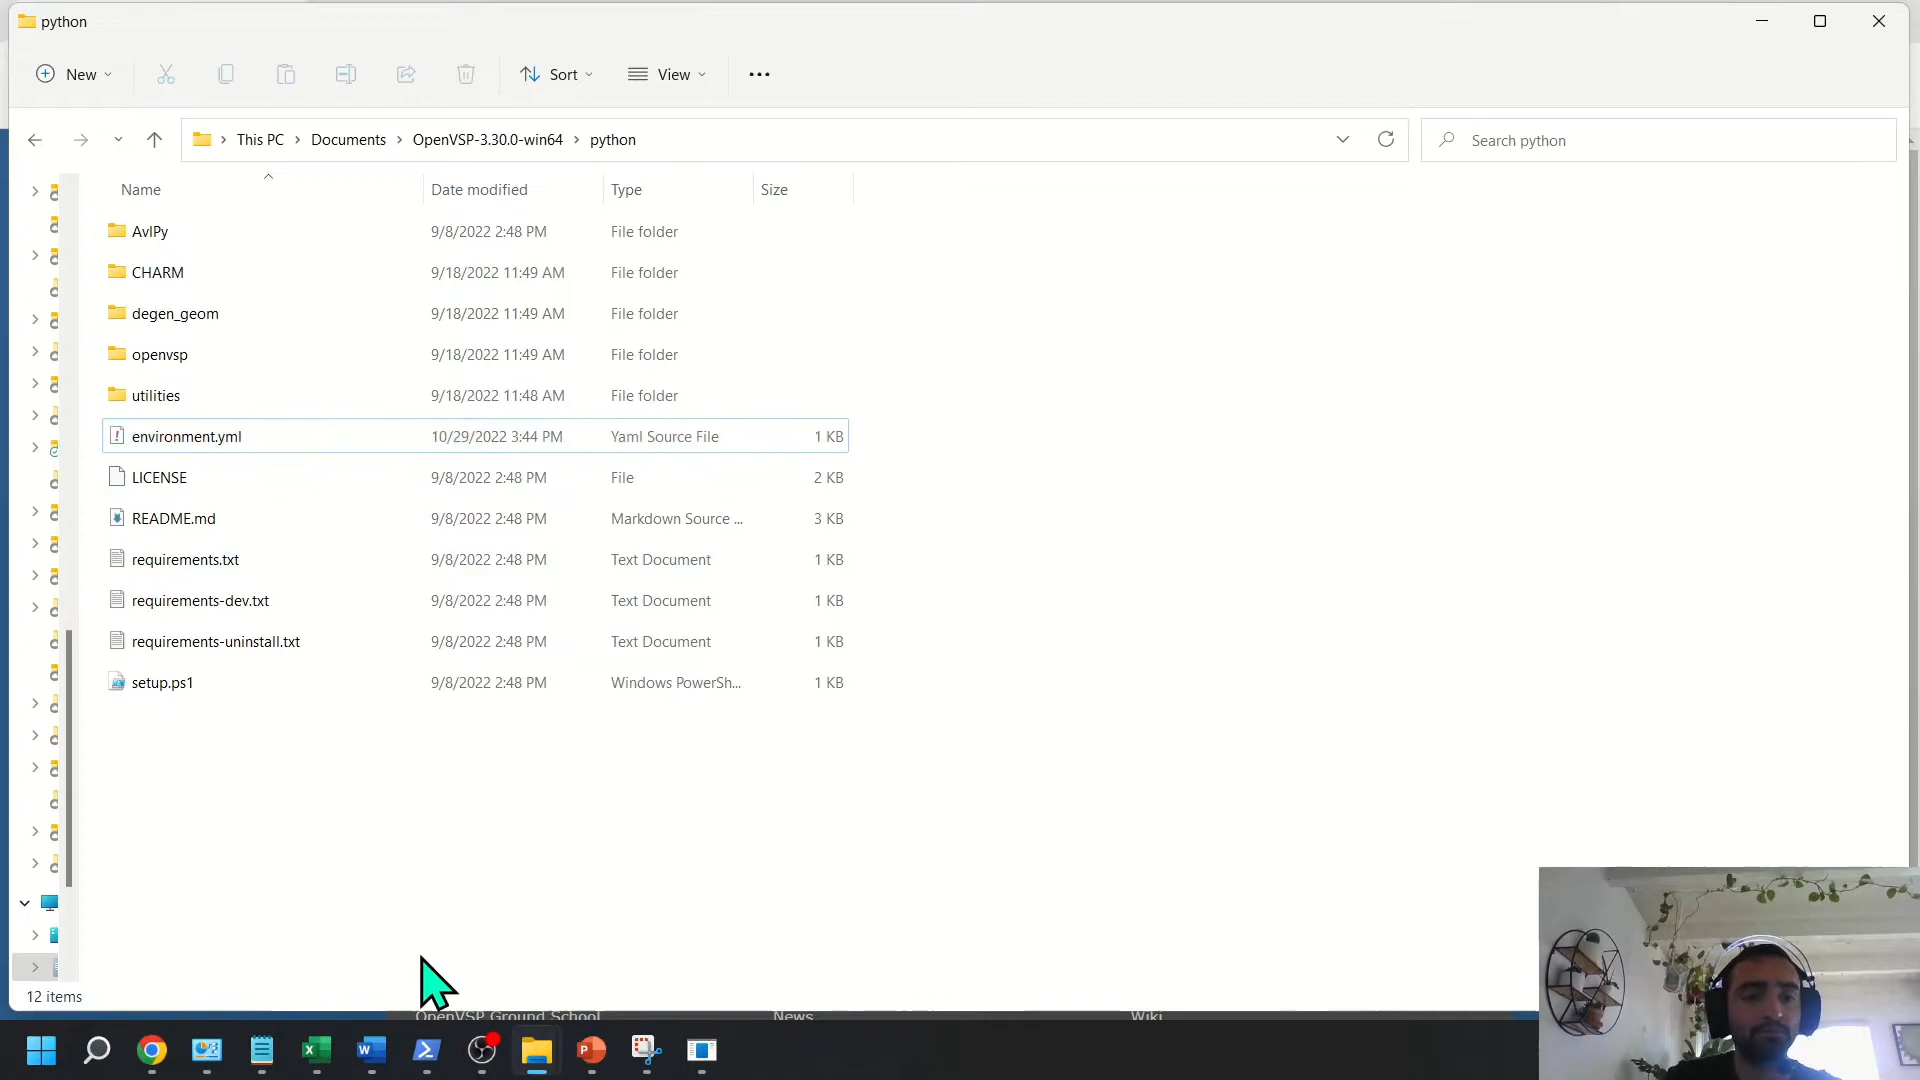 python
New
Sort
View
This PC
Documents
OpenVSP-3.30.0-win64
python
Search python
Name
Date modified
Type
Size
AvlPy 9/8/2022 2:48 PM File folder
CHARM 9/18/2022 11:49 AM File folder
degen_geom 9/18/2022 11:49 AM File folder
openvsp 9/18/2022 11:49 AM File folder
utilities 9/18/2022 11:48 AM File folder
environment.yml 10/29/2022 3:44 PM Yaml Source File 1 KB
LICENSE 9/8/2022 2:48 PM File 2 KB
README.md 9/8/2022 2:48 PM Markdown Source ... 3 KB
requirements.txt 9/8/2022 2:48 PM Text Document 1 KB
requirements-dev.txt 9/8/2022 2:48 PM Text Document 1 KB
requirements-uninstall.txt 9/8/2022 2:48 PM Text Document 1 KB
setup.ps1 9/8/2022 2:48 PM Windows PowerSh... 1 KB
12 items
OpenVSP Ground School
News
Wiki